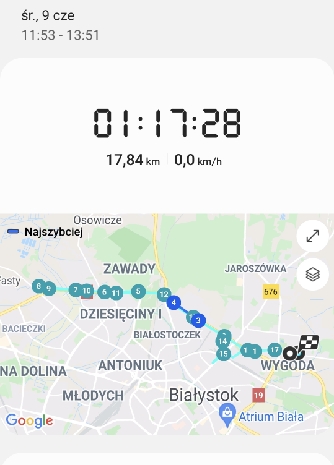 śr., 9 cze
11:53 - 13:51
01:17:28
17,84 km 0,0 km/h
Osowicze
Najszybciej
ZAWADY
JAROSZÓWKA
Fasty
8 9 7 10 6 11 5 12
676
4
3
DZIESIĘCINY I
BACIECZKI
BIAŁOSTOCZEK
14
15
1 1 17
NA DOLINA
ANTONIUK
WYGODA
MŁODYCH
Białystok
19
Atrium Biała
Google